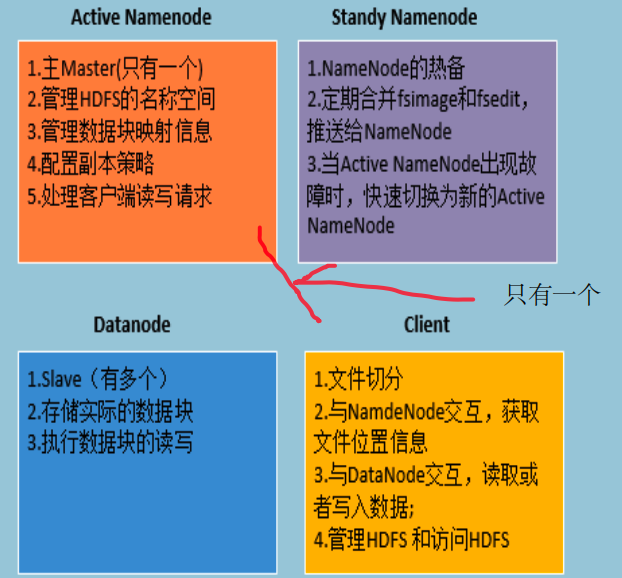 Active Namenode
1.主Master(只有一个)
2.管理HDFS的名称空间
3.管理数据块映射信息
4.配置副本策略
5.处理客户端读写请求
Standy Namenode
1.NameNode的热备
2.定期合并fsimage和fsedit，
推送给NameNode
3.当Active NameNode出现故
障时，快速切换为新的Active
NameNode
只有一个
Datanode
1.Slave（有多个）
2.存储实际的数据块
3.执行数据块的读写
Client
1.文件切分
2.与NamdeNode交互，获取
文件位置信息
3.与DataNode交互，读取或
者写入数据;
4.管理HDFS 和访问HDFS